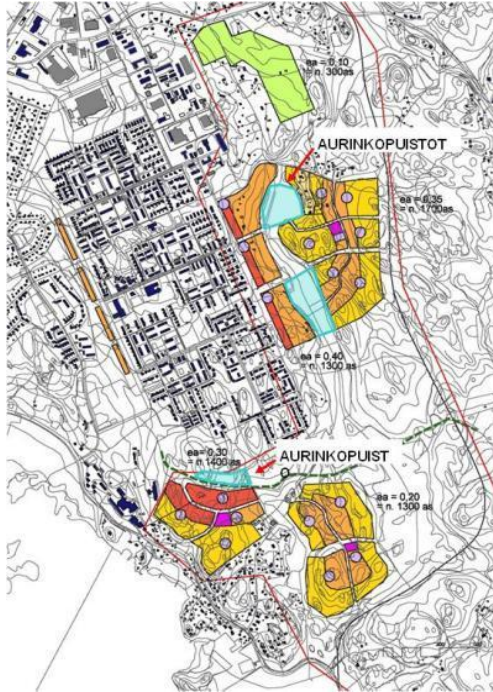 ea = 0,10
= n. 300as
AURINKOPUISTOT
ea = 0,35
= n. 1700as
ea = 0,40
= n. 1300 as
ea= 0,30
= n.1400 as
AURINKOPUIST
O
ea = 0,20
= n. 1300 as